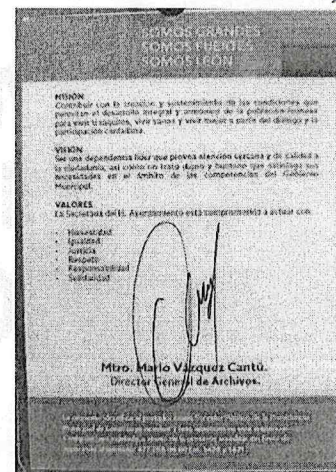 SOMOS GRANDES
SOMOS FUERTES
SOMOS LEÓN
MISIÓN
Contribuir con la creación y sostenimiento de las condiciones que
permitan el desarrollo integral y armónico de la población leonesa
para vivir tranquilos, vivir sanos y vivir mejor a partir del diálogo y la
participación ciudadana.
VISIÓN
Ser una dependencia líder que provea atención cercana y de calidad a
la ciudadanía, así como un trato digno y humano que satisfaga sus
necesidades en el ámbito de las competencias del Gobierno
Municipal.
VALORES
La Secretaría del H. Ayuntamiento está comprometida a actuar con:
• Honestidad
• Igualdad
• Justicia
• Respeto
• Responsabilidad
• Solidaridad
Mtro. Mario Vázquez Cantú.
Director General de Archivos.